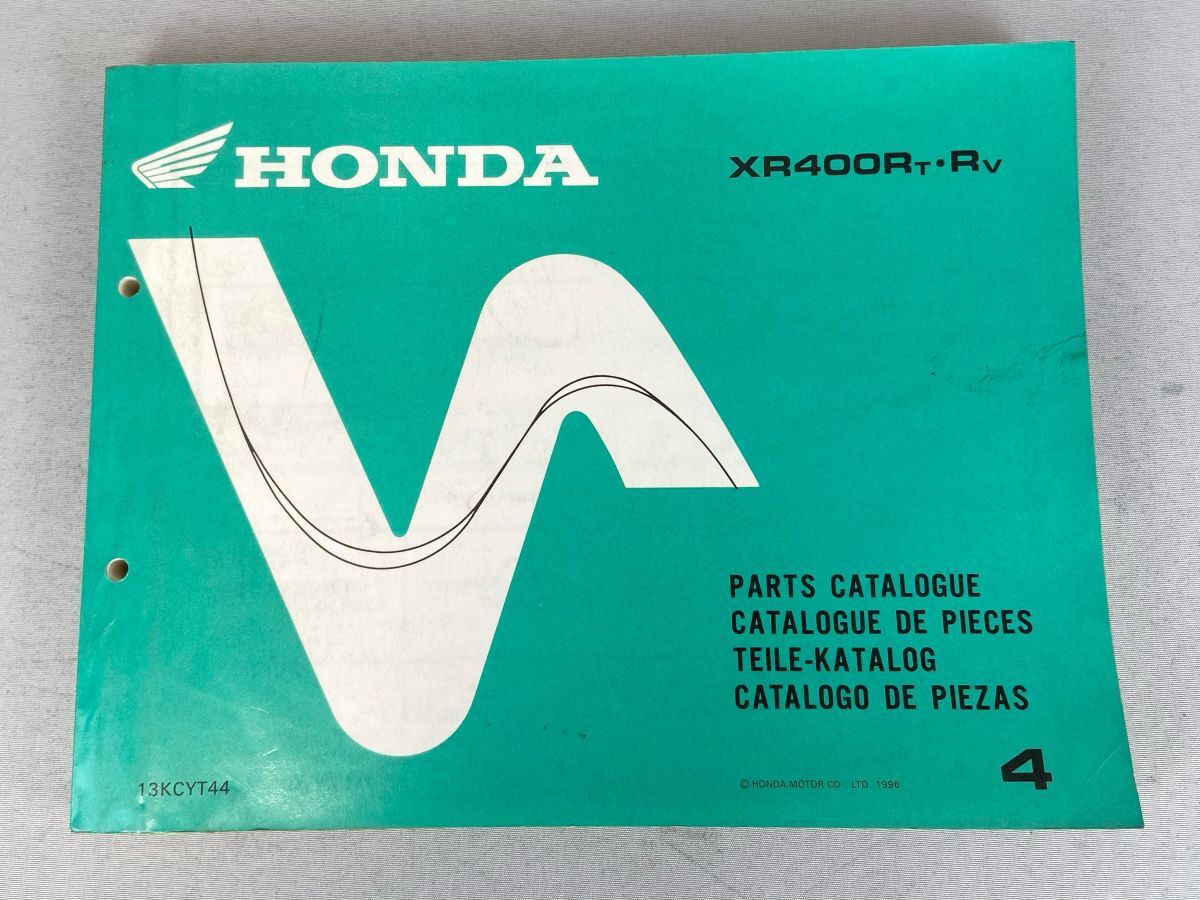 HONDA
XR400RT·RV
PARTS CATALOGUE
CATALOGUE DE PIECES
TEILE-KATALOG
CATALOGO DE PIEZAS
13KCYT44
© HONDA MOTOR CO., LTD. 1996
4